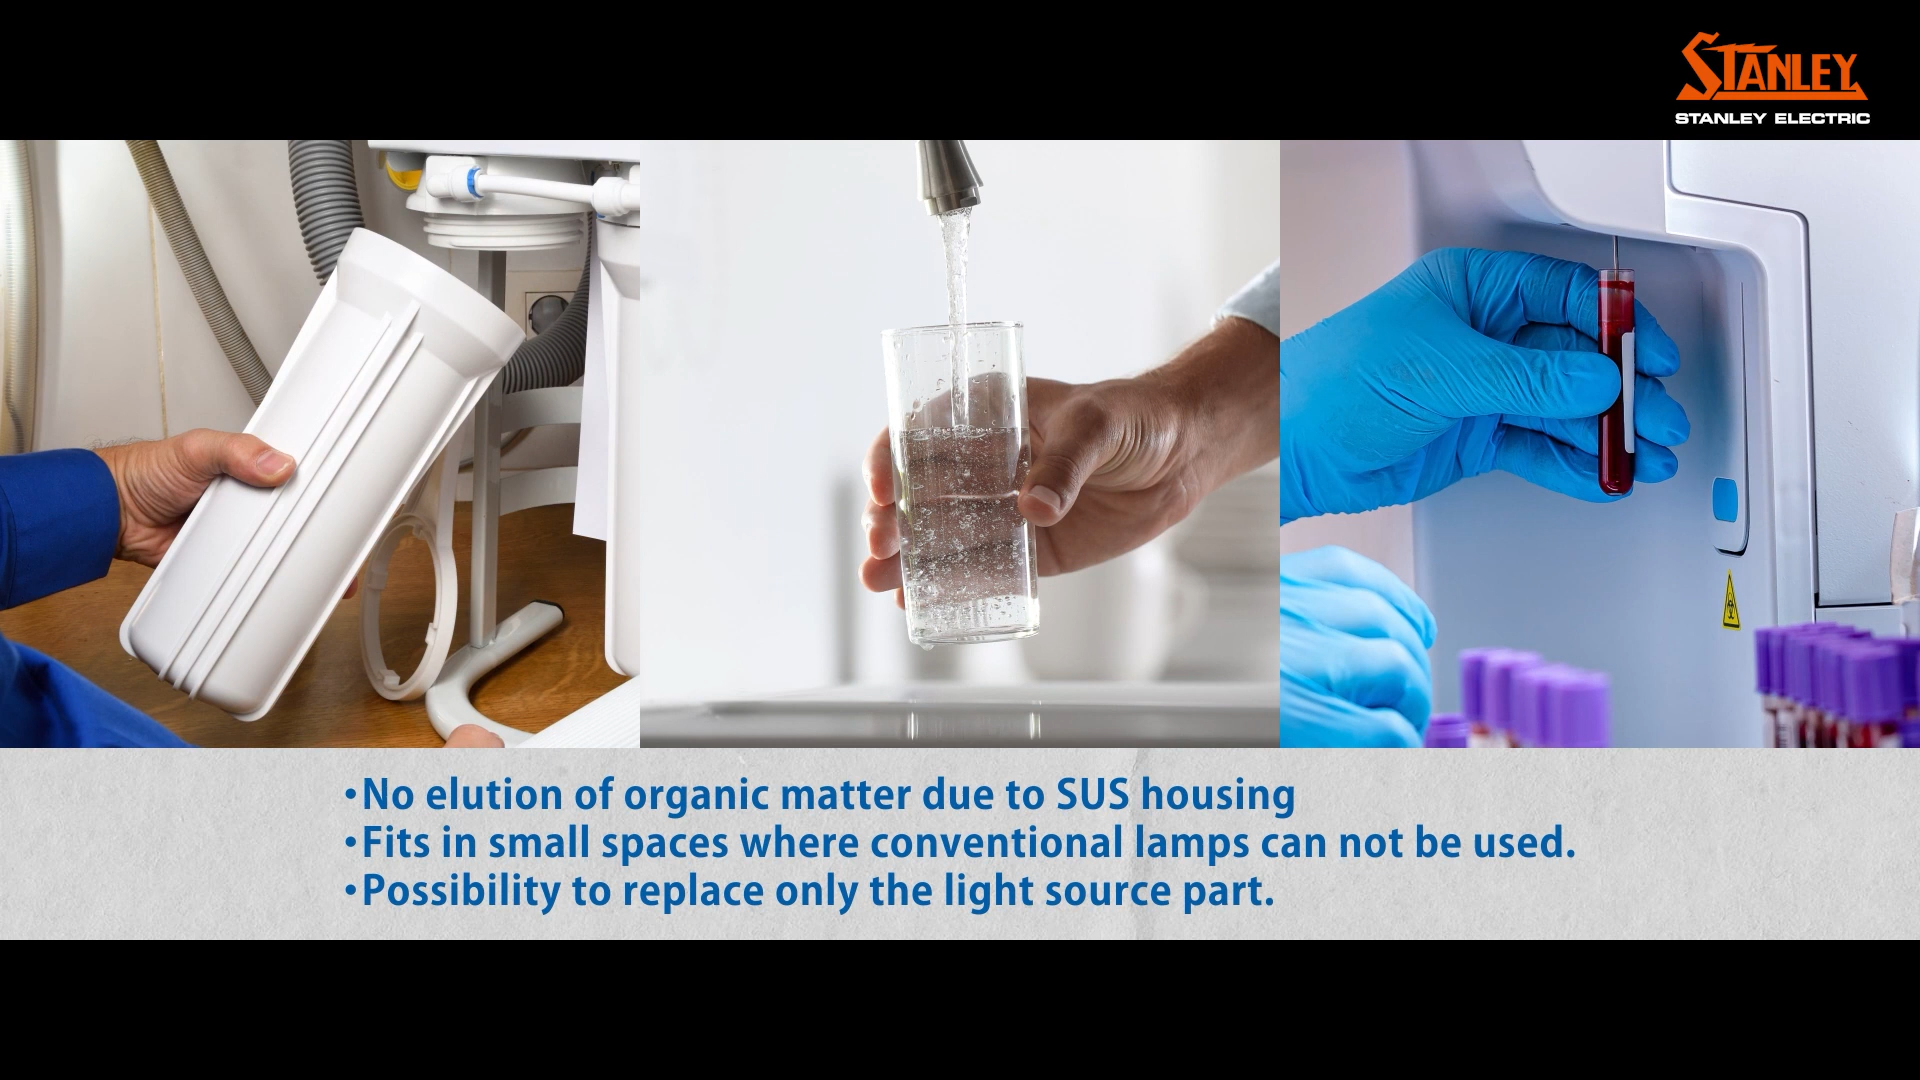 STANLEY
STANLEY ELECTRIC
•No elution of organic matter due to SUS housing
•Fits in small spaces where conventional lamps can not be used.
•Possibility to replace only the light source part.